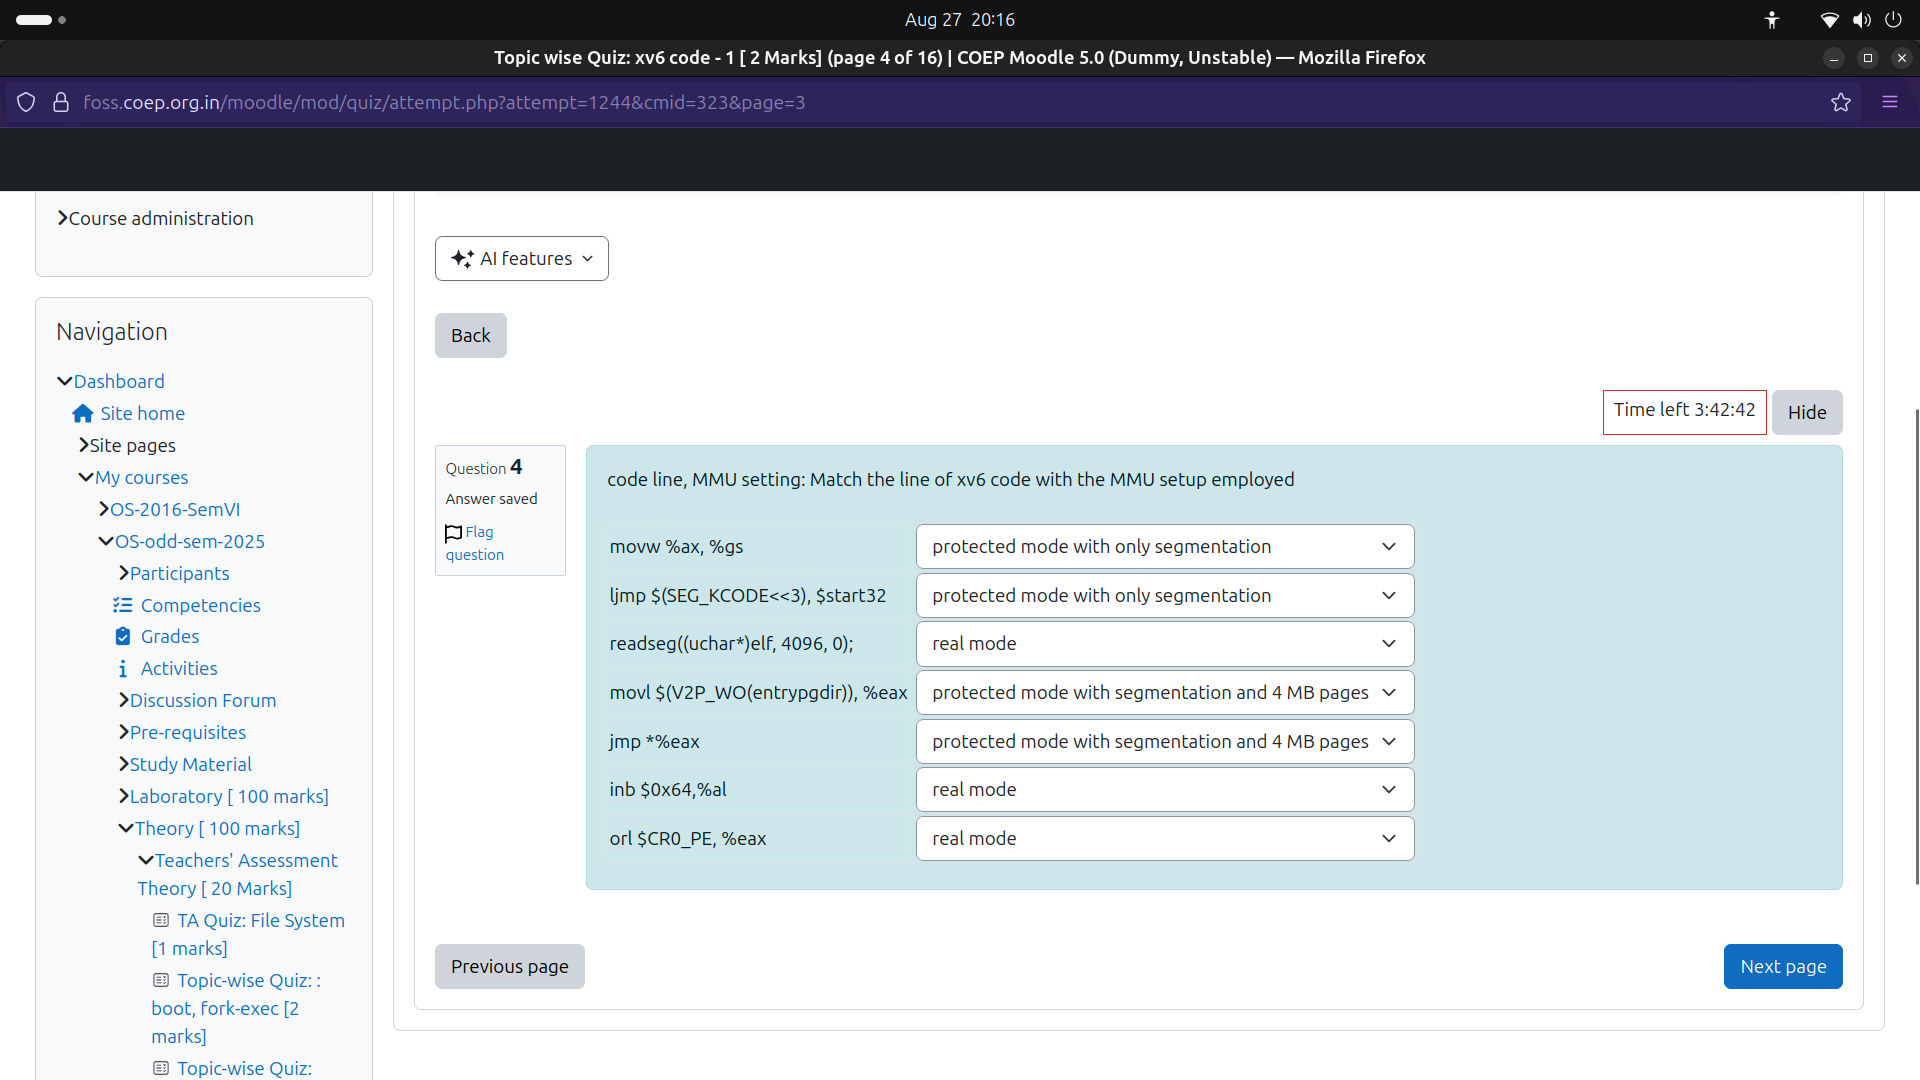 Aug 27 20:16
Topic wise Quiz: xv6 code - 1 [ 2 Marks] (page 4 of 16) | COEP Moodle 5.0 (Dummy, Unstable) — Mozilla Firefox
foss.coep.org.in/moodle/mod/quiz/attempt.php?attempt=1244&cmid=323&page=3
Course administration
Navigation
Dashboard
Site home
Site pages
My courses
OS-2016-SemVI
OS-odd-sem-2025
Participants
Competencies
Grades
Activities
Discussion Forum
Pre-requisites
Study Material
Laboratory [ 100 marks]
Theory [ 100 marks]
Teachers' Assessment
Theory [ 20 Marks]
TA Quiz: File System
[1 marks]
Topic-wise Quiz: :
boot, fork-exec [2
marks]
Topic-wise Quiz:
AI features
Back
Time left 3:42:42
Hide
Question 4
Answer saved
Flag
question
code line, MMU setting: Match the line of xv6 code with the MMU setup employed
movw %ax, %gs protected mode with only segmentation
ljmp $(SEG_KCODE<<3), $start32 protected mode with only segmentation
readseg((uchar*)elf, 4096, 0); real mode
movl $(V2P_WO(entrypgdir)), %eax protected mode with segmentation and 4 MB pages
jmp *%eax protected mode with segmentation and 4 MB pages
inb $0x64,%al real mode
orl $CR0_PE, %eax real mode
Previous page
Next page